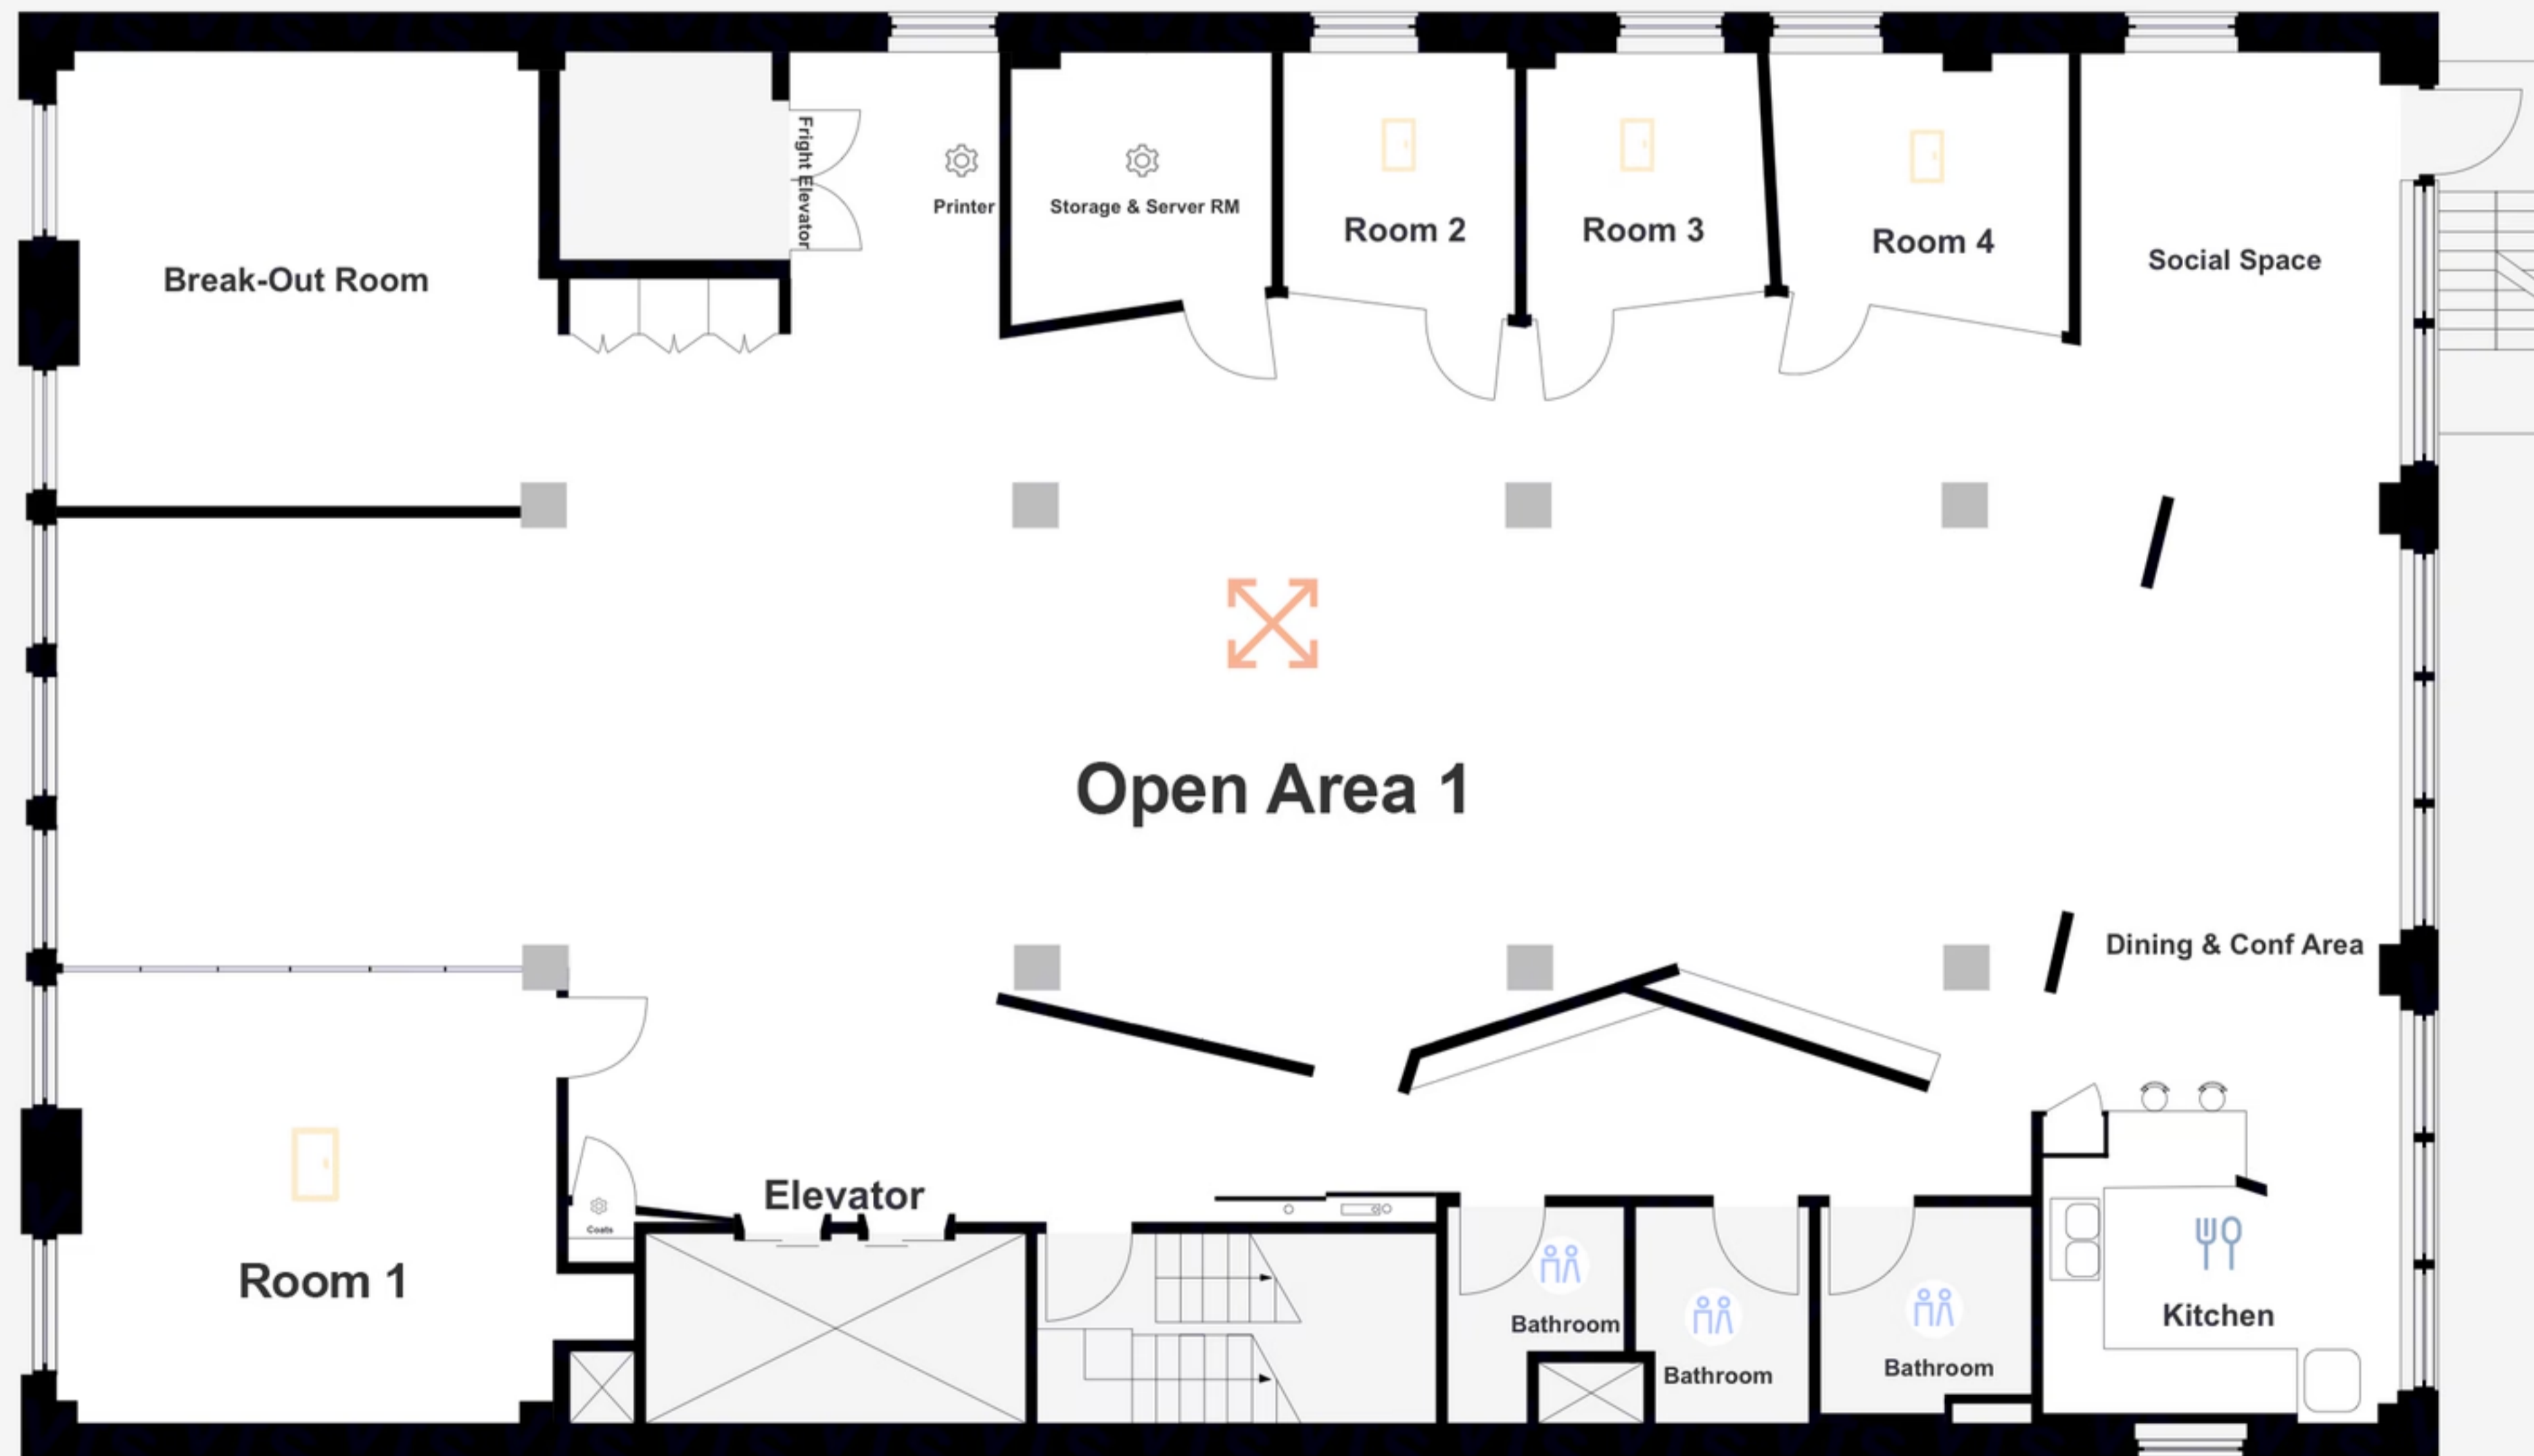 Fright Elevator
Printer
Storage & Server RM
Room 2
Room 3
Room 4
Social Space
Break-Out Room
Open Area 1
Dining & Conf Area
Elevator
Coats
Room 1
Bathroom
Bathroom
Bathroom
Kitchen